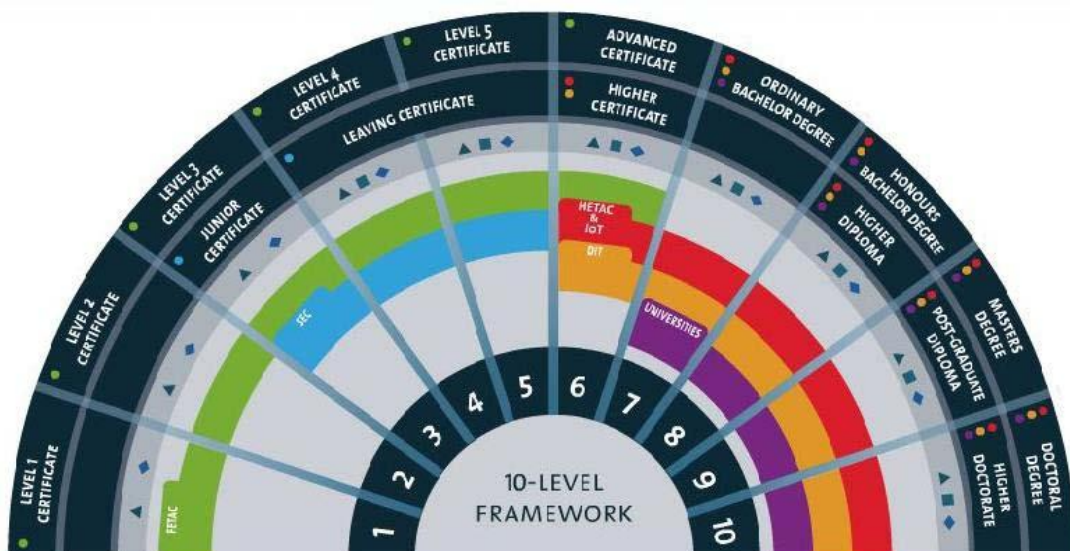 LEVEL 1
CERTIFICATE
LEVEL 2
CERTIFICATE
LEVEL 3
CERTIFICATE
JUNIOR
CERTIFICATE
LEVEL 4
CERTIFICATE
LEVEL 5
CERTIFICATE
LEAVING CERTIFICATE
ADVANCED
CERTIFICATE
HIGHER
CERTIFICATE
ORDINARY
BACHELOR DEGREE
HONOURS
BACHELOR DEGREE
HIGHER
DIPLOMA
MASTERS
DEGREE
POST-GRADUATE
DIPLOMA
DOCTORAL
DEGREE
HIGHER
DOCTORATE
FETAC
SEC
HETAC
&
IoT
DIT
UNIVERSITIES
1
2
3
4
5
6
7
8
9
10
10-LEVEL
FRAMEWORK